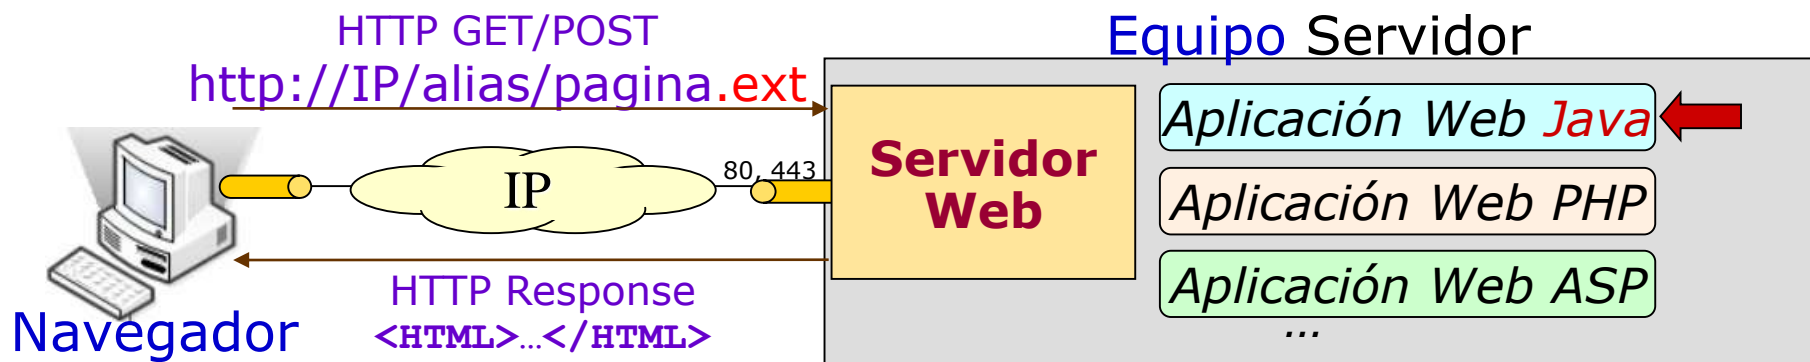 HTTP GET/POST
http://IP/alias/pagina.ext
Equipo Servidor
Servidor
Web
Aplicación Web Java
Aplicación Web PHP
Aplicación Web ASP
...
80, 443
IP
HTTP Response
<HTML>…</HTML>
Navegador